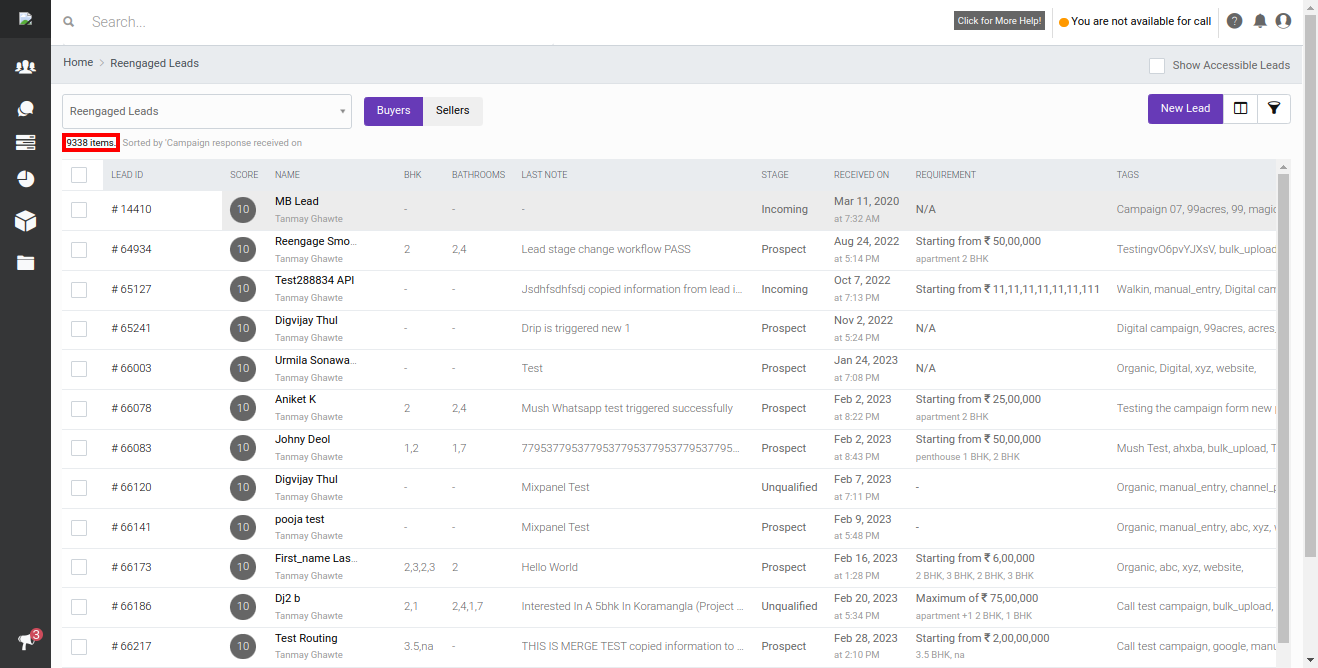 Search...
Click for More Help!
You are not available for call
?
Home > Reengaged Leads
Show Accessible Leads
Reengaged Leads
Buyers
Sellers
New Lead
9338 items. Sorted by 'Campaign response received on
LEAD ID SCORE NAME BHK BATHROOMS LAST NOTE STAGE RECEIVED ON REQUIREMENT TAGS
# 14410 10 MB Lead - - - Incoming Mar 11, 2020 N/A Campaign 07, 99acres, 99, magic
Tanmay Ghawte at 7:32 AM
# 64934 10 Reengage Smo... 2 2,4 Lead stage change workflow PASS Prospect Aug 24, 2022 Starting from ₹ 50,00,000 TestingvO6pvYJXsV, bulk_upload
Tanmay Ghawte at 5:14 PM apartment 2 BHK
# 65127 10 Test288834 API - - Jsdhfsdhfsdj copied information from lead i... Incoming Oct 7, 2022 Starting from ₹ 11,11,11,11,11,11,111 Walkin, manual_entry, Digital cam
Tanmay Ghawte at 7:13 PM
# 65241 10 Digvijay Thul - - Drip is triggered new 1 Prospect Nov 2, 2022 N/A Digital campaign, 99acres, acres,
Tanmay Ghawte at 5:24 PM
# 66003 10 Urmila Sonawa... - - Test Prospect Jan 24, 2023 N/A Organic, Digital, xyz, website,
Tanmay Ghawte at 7:08 PM
# 66078 10 Aniket K 2 2,4 Mush Whatsapp test triggered successfully Prospect Feb 2, 2023 Starting from ₹ 25,00,000 Testing the campaign form new
Tanmay Ghawte at 8:22 PM apartment 2 BHK
# 66083 10 Johny Deol 1,2 1,7 7795377953779537795377953779537795... Prospect Feb 2, 2023 Starting from ₹ 50,00,000 Mush Test, ahxba, bulk_upload, T
Tanmay Ghawte at 8:43 PM penthouse 1 BHK, 2 BHK
# 66120 10 Digvijay Thul - - Mixpanel Test Unqualified Feb 7, 2023 - Organic, manual_entry, channel_p
Tanmay Ghawte at 7:11 PM
# 66141 10 pooja test - - Mixpanel Test Prospect Feb 9, 2023 - Organic, manual_entry, abc, xyz,
Tanmay Ghawte at 5:48 PM
# 66173 10 First_name Las... 2,3,2,3 2 Hello World Prospect Feb 16, 2023 Starting from ₹ 6,00,000 Organic, abc, xyz, website,
Tanmay Ghawte at 1:28 PM 2 BHK, 3 BHK, 2 BHK, 3 BHK
# 66186 10 Dj2 b 2,1 2,4,1,7 Interested In A 5bhk In Koramangla (Project ... Unqualified Feb 20, 2023 Maximum of ₹ 75,00,000 Call test campaign, bulk_upload,
Tanmay Ghawte at 5:34 PM apartment +1 2 BHK, 1 BHK
# 66217 10 Test Routing 3.5,na - THIS IS MERGE TEST copied information to ... Prospect Feb 28, 2023 Starting from ₹ 2,00,00,000 Call test campaign, google, manu
Tanmay Ghawte at 2:10 PM 3.5 BHK, na
3